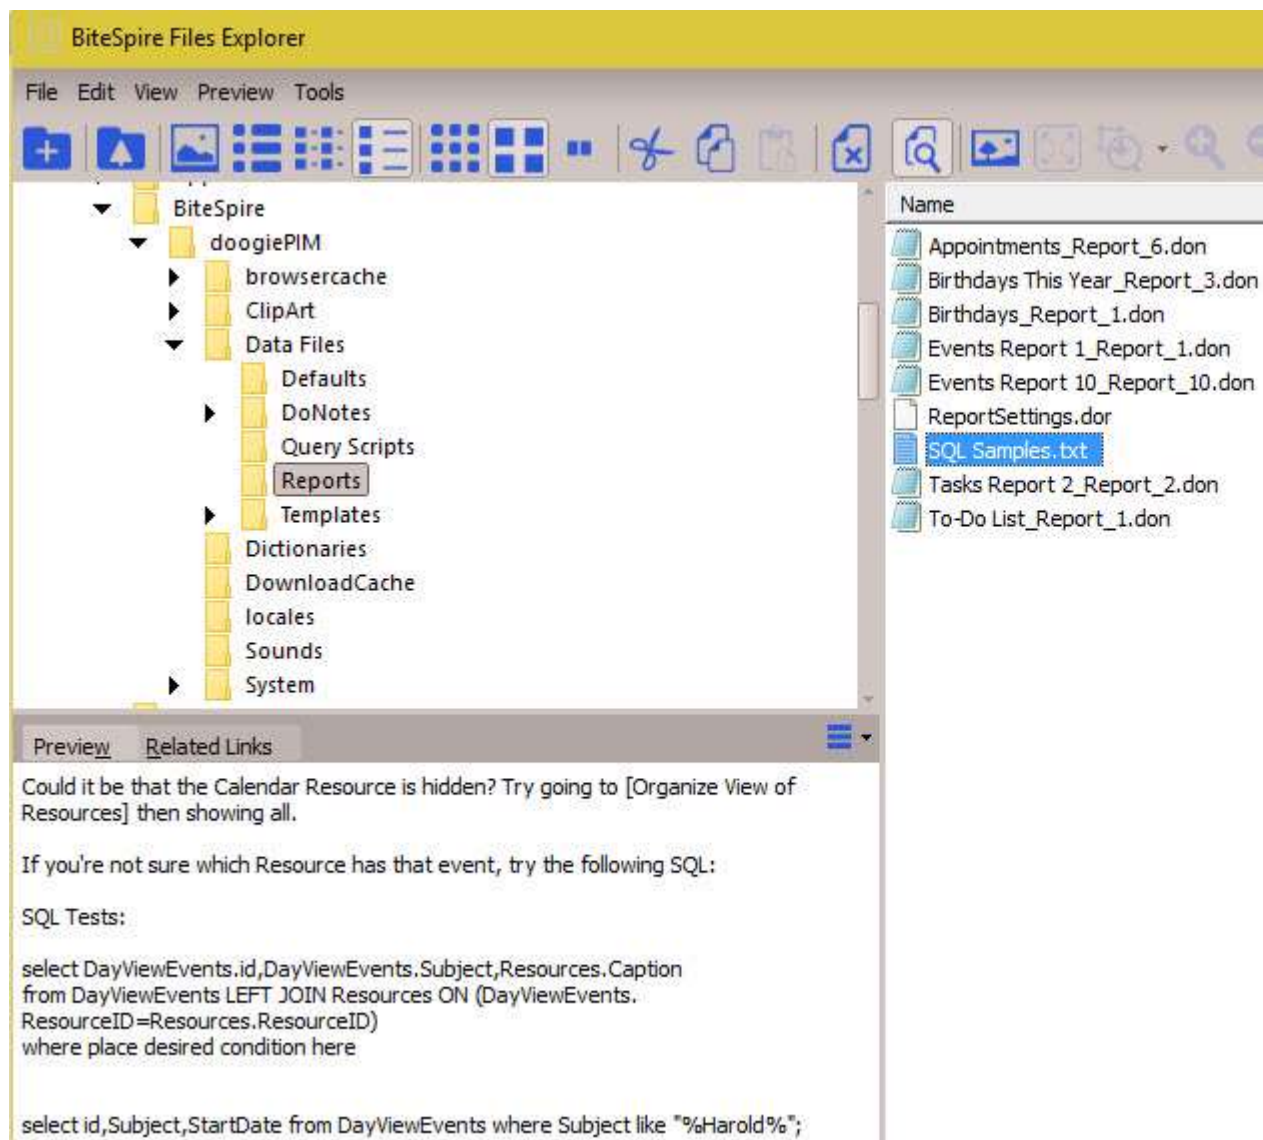 BiteSpire Files Explorer
File Edit View Preview Tools
BiteSpire
doogiePIM
browsercache
ClipArt
Data Files
Defaults
DoNotes
Query Scripts
Reports
Templates
Dictionaries
DownloadCache
locales
Sounds
System
Name
Appointments_Report_6.don
Birthdays This Year_Report_3.don
Birthdays_Report_1.don
Events Report 1_Report_1.don
Events Report 10_Report_10.don
ReportSettings.dor
SQL Samples.txt
Tasks Report 2_Report_2.don
To-Do List_Report_1.don
Preview Related Links
Could it be that the Calendar Resource is hidden? Try going to [Organize View of
Resources] then showing all.
If you're not sure which Resource has that event, try the following SQL:
SQL Tests:
select DayViewEvents.id,DayViewEvents.Subject,Resources.Caption
from DayViewEvents LEFT JOIN Resources ON (DayViewEvents.
ResourceID=Resources.ResourceID)
where place desired condition here
select id,Subject,StartDate from DayViewEvents where Subject like "%Harold%";